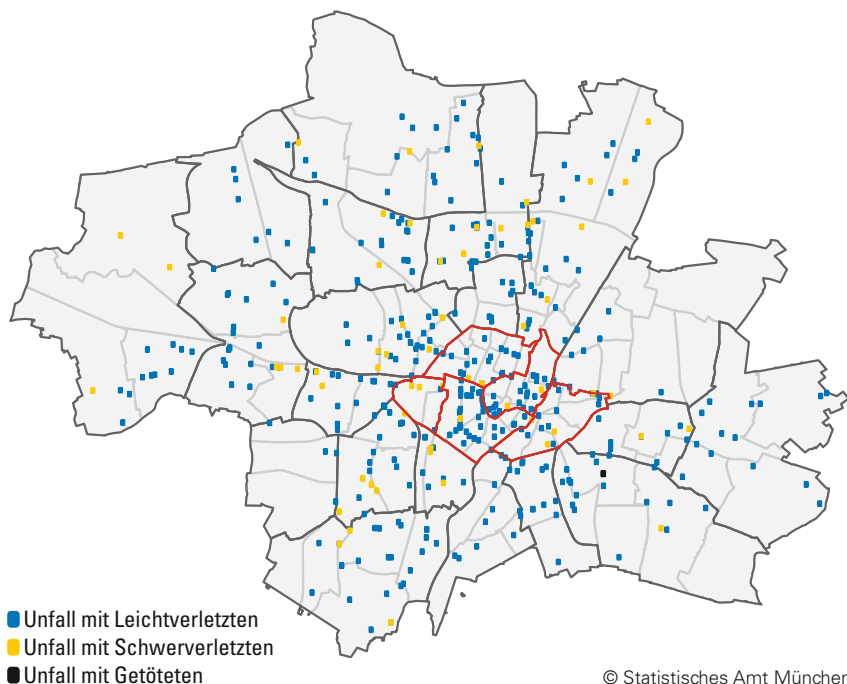 Unfall mit Leichtverletzten
Unfall mit Schwerverletzten
Unfall mit Getöteten
© Statistisches Amt München